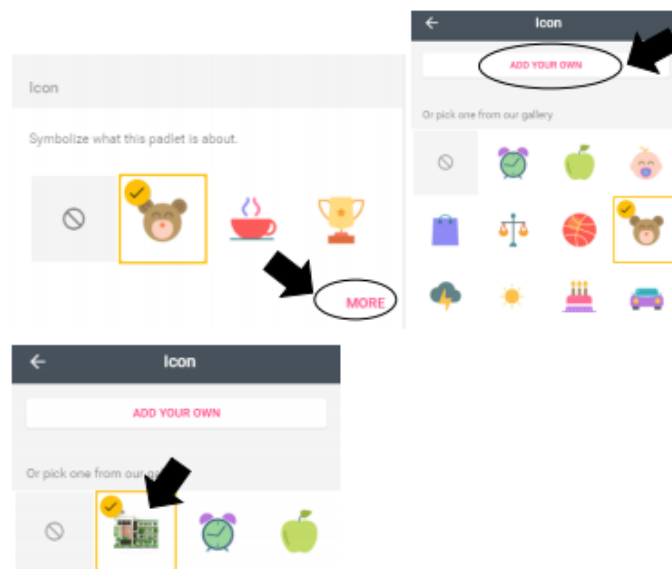 Icon
Symbolize what this padlet is about.
MORE
Icon
ADD YOUR OWN
Or pick one from our gallery
Icon
ADD YOUR OWN
Or pick one from our